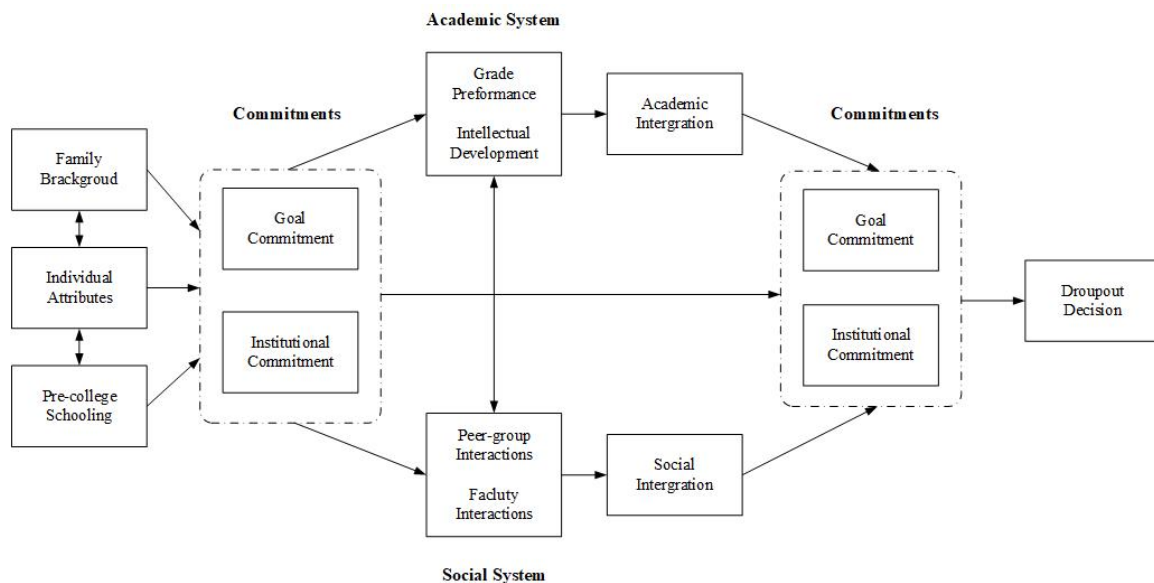 Academic System
Grade
Preformance
Intellectual
Development
Academic
Intergration
Commitments
Commitments
Family
Brackgroud
Goal
Commitment
Goal
Commitment
Individual
Attributes
Droupout
Decision
Institutional
Commitment
Institutional
Commitment
Pre-college
Schooling
Peer-group
Interactions
Facluty
Interactions
Social
Intergration
Social System